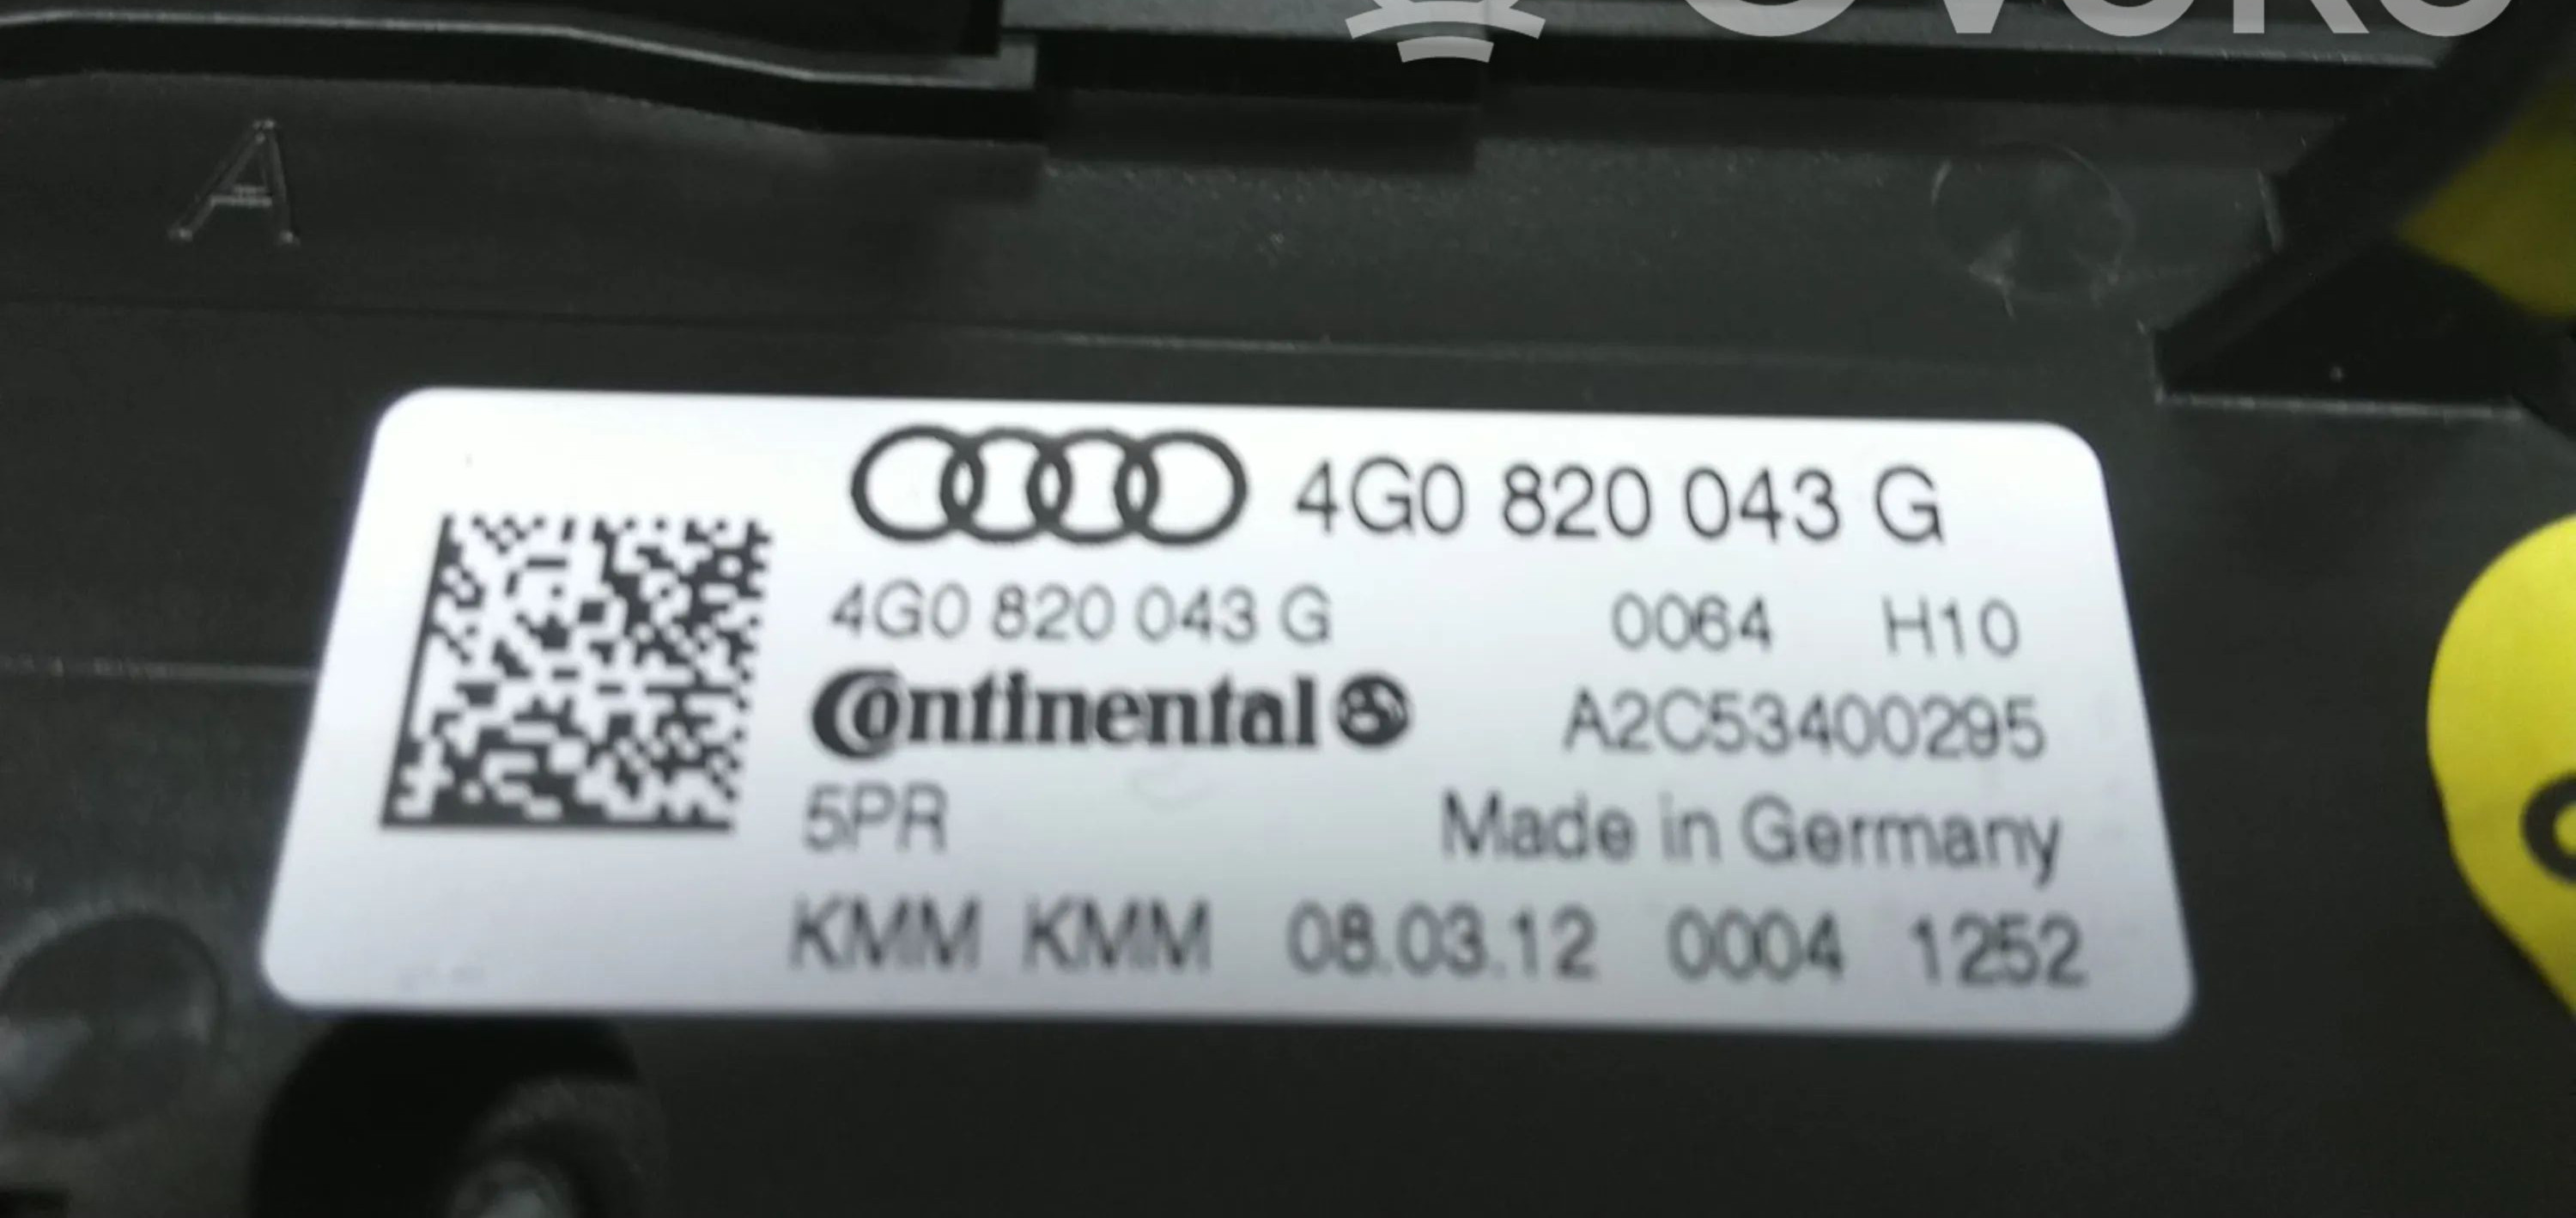 A
4G0 820 043 G
4G0 820 043 G 0064 H10
Continental A2C53400295
5PR Made in Germany
KMM KMM 08.03.12 0004 1252